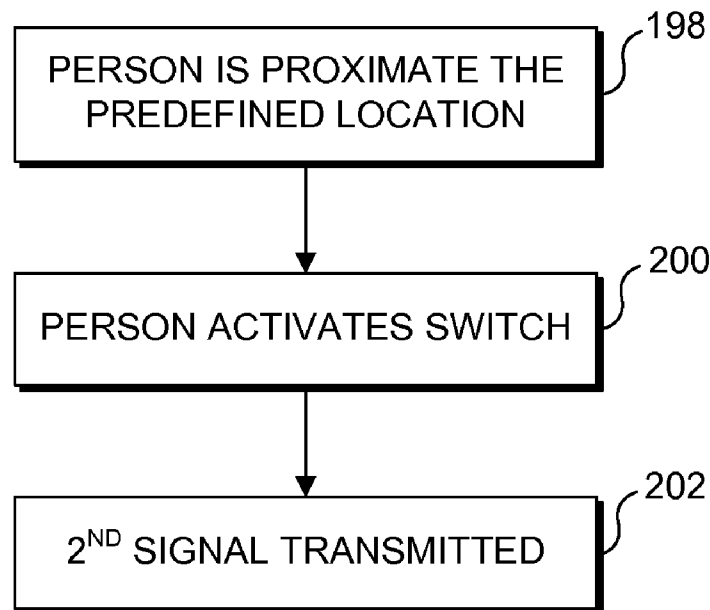 198
PERSON IS PROXIMATE THE
PREDEFINED LOCATION
200
PERSON ACTIVATES SWITCH
202
2ND SIGNAL TRANSMITTED